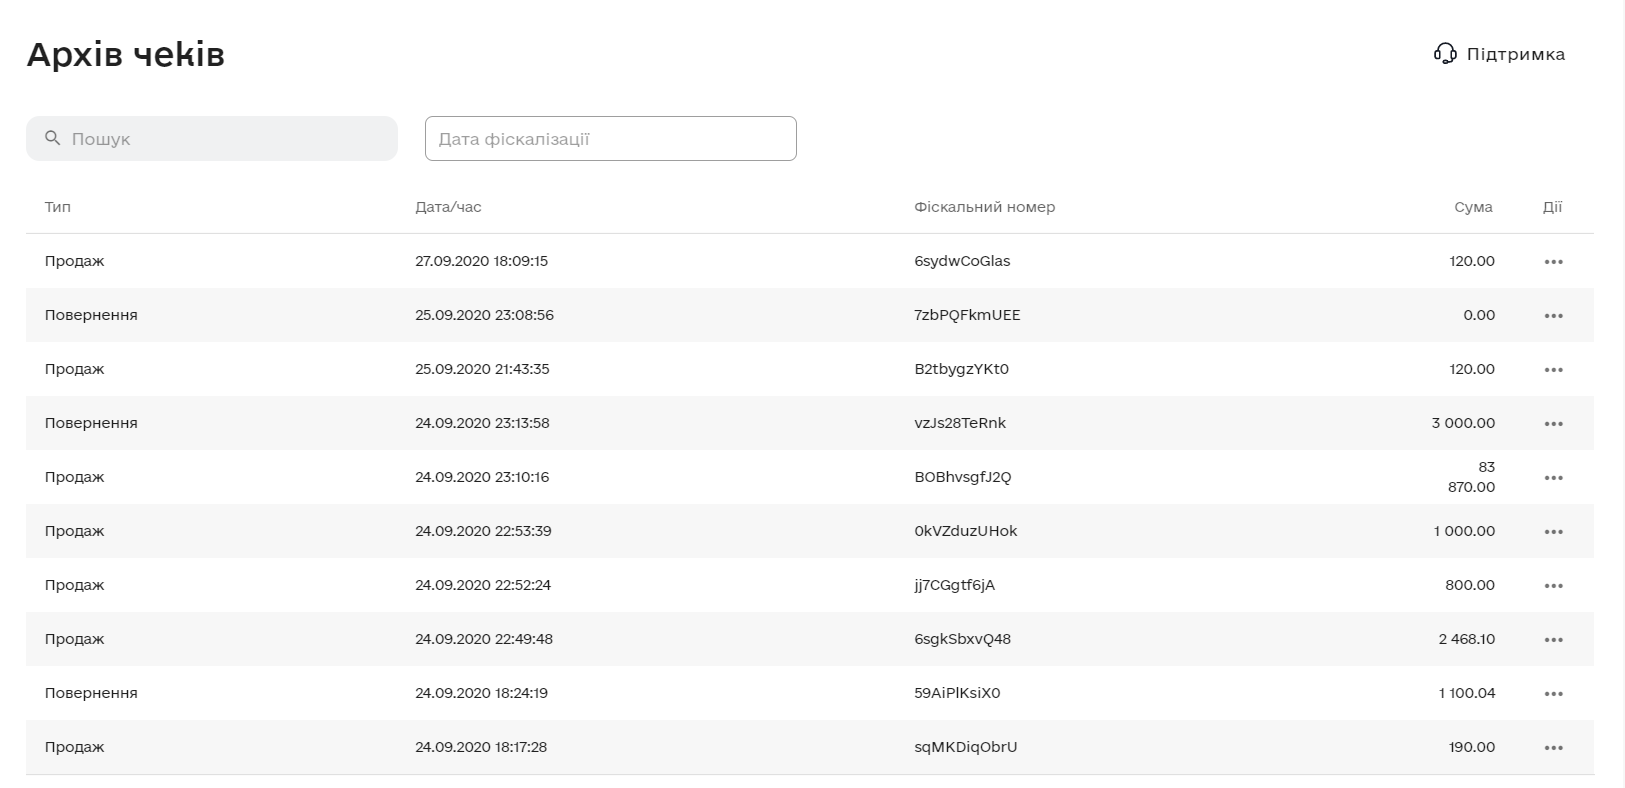 Архів чеків
Підтримка
Пошук
Дата фіскалізації
Тип Дата/час Фіскальний номер Сума Дії
Продаж 27.09.2020 18:09:15 6sydwCoGlas 120.00
Повернення 25.09.2020 23:08:56 7zbPQFkmUEE 0.00
Продаж 25.09.2020 21:43:35 B2tbygzYKt0 120.00
Повернення 24.09.2020 23:13:58 vzJs28TeRnk 3 000.00
Продаж 24.09.2020 23:10:16 BOBhvsgfJ2Q 83
870.00
Продаж 24.09.2020 22:53:39 0kVZduzUHok 1 000.00
Продаж 24.09.2020 22:52:24 jj7CGgtf6jA 800.00
Продаж 24.09.2020 22:49:48 6sgkSbxvQ48 2 468.10
Повернення 24.09.2020 18:24:19 59AiPlKsiX0 1 100.04
Продаж 24.09.2020 18:17:28 sqMKDiqObrU 190.00